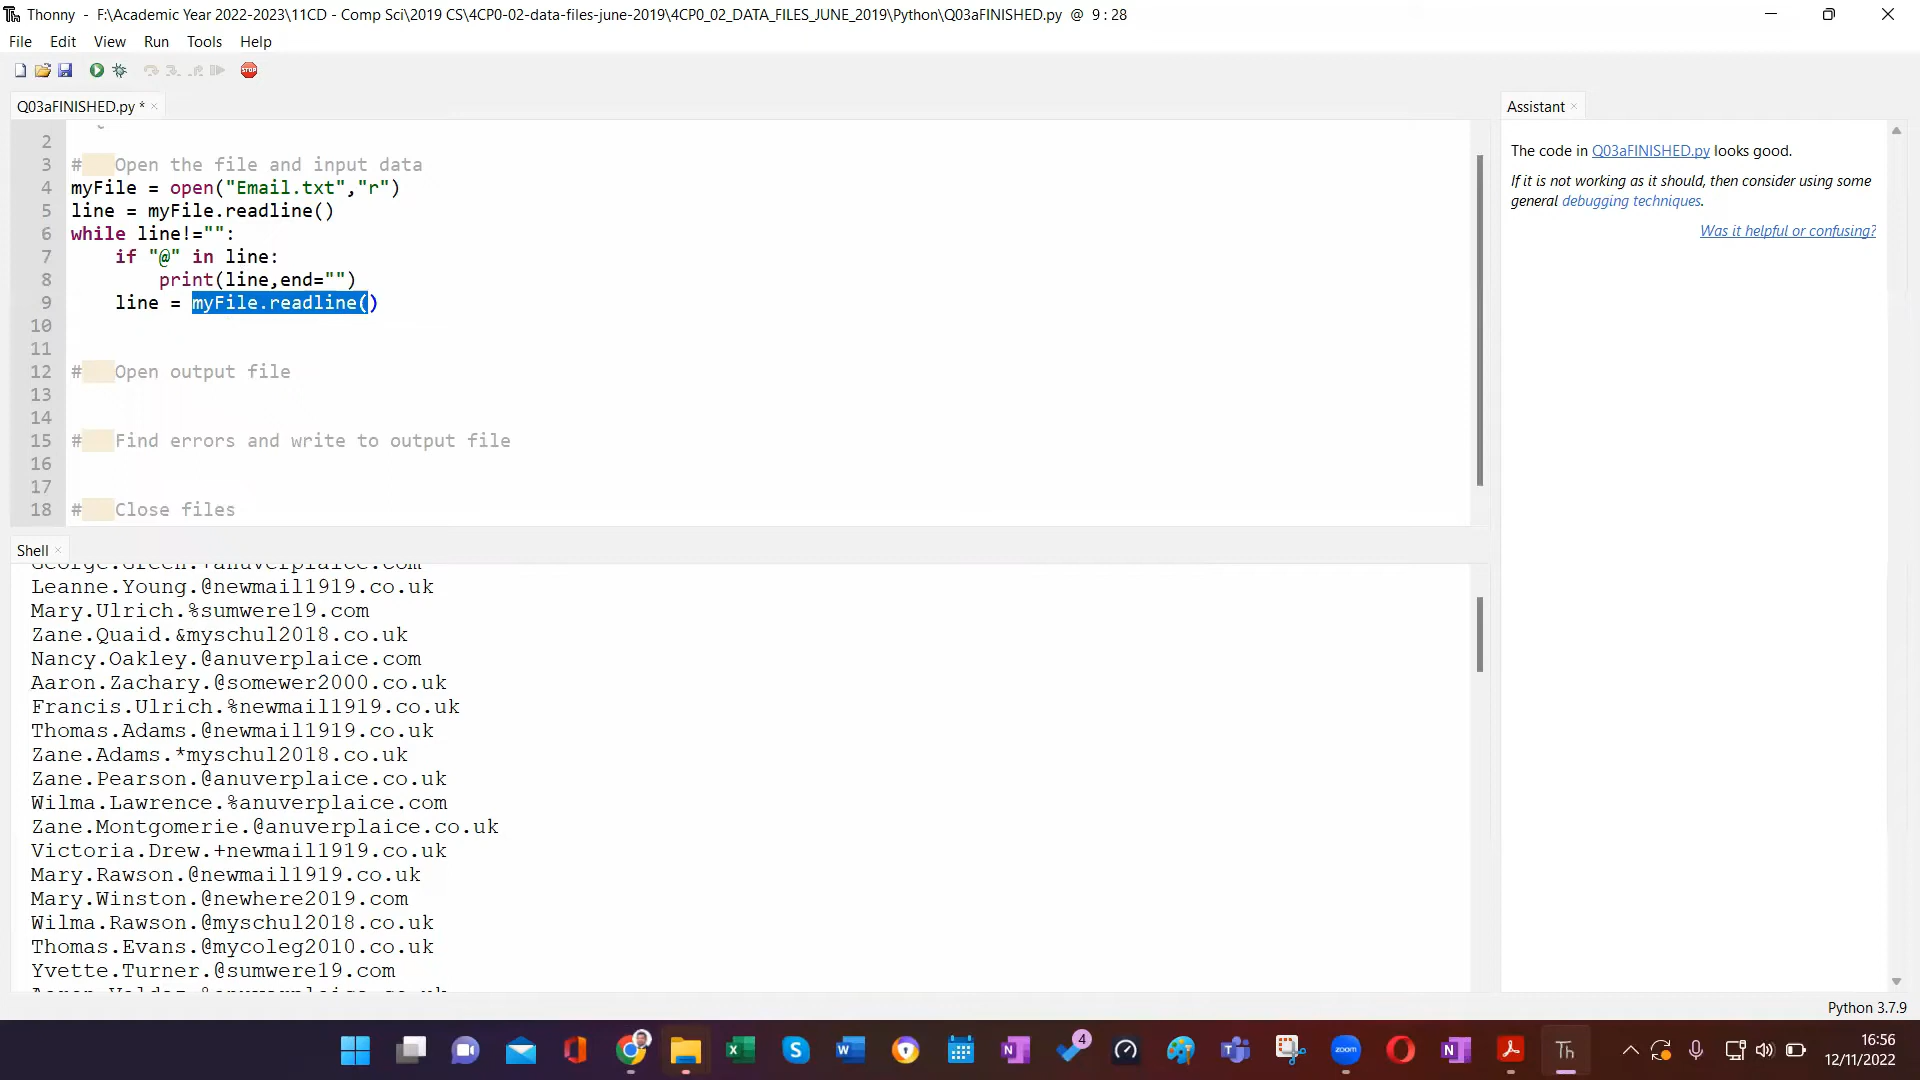 Thonny - F:\Academic Year 2022-2023\11CD - Comp Sci\2019 CS\4CP0-02-data-files-june-2019\4CP0_02_DATA_FILES_JUNE_2019\Python\Q03aFINISHED.py @ 9 : 28
File Edit View Run Tools Help
STOP
Q03aFINISHED.py * ×
2
3 # Open the file and input data
4 myFile = open("Email.txt","r")
5 line = myFile.readline()
6 while line!="":
7 if "@" in line:
8 print(line,end="")
9 line = myFile.readline()
10
11
12 # Open output file
13
14
15 # Find errors and write to output file
16
17
18 # Close files
Assistant ×
The code in Q03aFINISHED.py looks good.
If it is not working as it should, then consider using some
general debugging techniques.
Was it helpful or confusing?
Shell ×
George.Green.+anuverplaice.com
Leanne.Young.@newmail1919.co.uk
Mary.Ulrich.%sumwere19.com
Zane.Quaid.&myschul2018.co.uk
Nancy.Oakley.@anuverplaice.com
Aaron.Zachary.@somewer2000.co.uk
Francis.Ulrich.%newmail1919.co.uk
Thomas.Adams.@newmail1919.co.uk
Zane.Adams.*myschul2018.co.uk
Zane.Pearson.@anuverplaice.co.uk
Wilma.Lawrence.%anuverplaice.com
Zane.Montgomerie.@anuverplaice.co.uk
Victoria.Drew.+newmail1919.co.uk
Mary.Rawson.@newmail1919.co.uk
Mary.Winston.@newhere2019.com
Wilma.Rawson.@myschul2018.co.uk
Thomas.Evans.@mycoleg2010.co.uk
Yvette.Turner.@sumwere19.com
Python 3.7.9
zoom
4
Th
16:56
12/11/2022